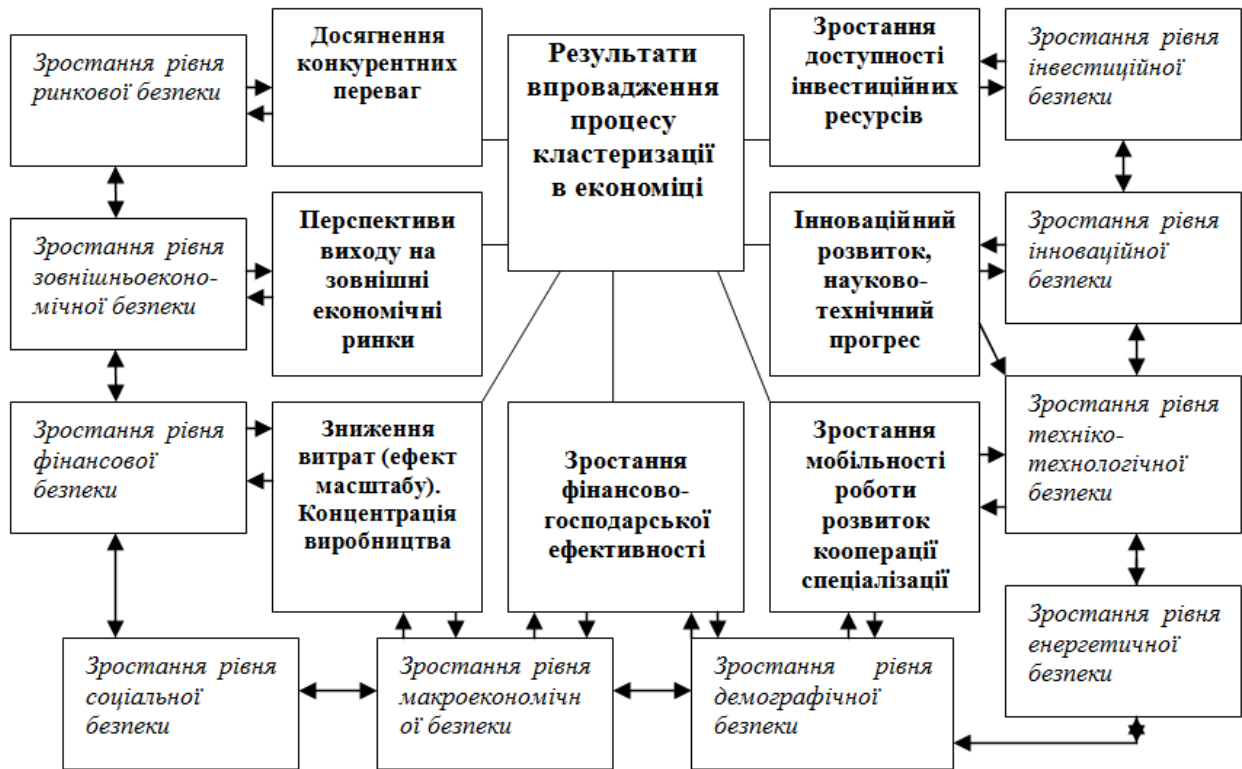 Зростання рівня
ринкової безпеки
Досягнення
конкурентних
переваг
Результати
впровадження
процесу
кластеризації
в економіці
Зростання
доступності
інвестиційних
ресурсів
Зростання рівня
інвестиційної
безпеки
Зростання рівня
зовнішньоеконо-
мічної безпеки
Перспективи
виходу на
зовнішні
економічні
ринки
Інноваційний
розвиток,
науково-
технічний
прогрес
Зростання рівня
інноваційної
безпеки
Зростання рівня
фінансової
безпеки
Зниження
витрат (ефект
масштабу).
Концентрація
виробництва
Зростання
фінансово-
господарської
ефективності
Зростання
мобільності
роботи
розвиток
кооперації
спеціалізації
Зростання рівня
техніко-
технологічної
безпеки
Зростання рівня
енергетичної
безпеки
Зростання рівня
соціальної
безпеки
Зростання рівня
макроекономічн
ої безпеки
Зростання рівня
демографічної
безпеки